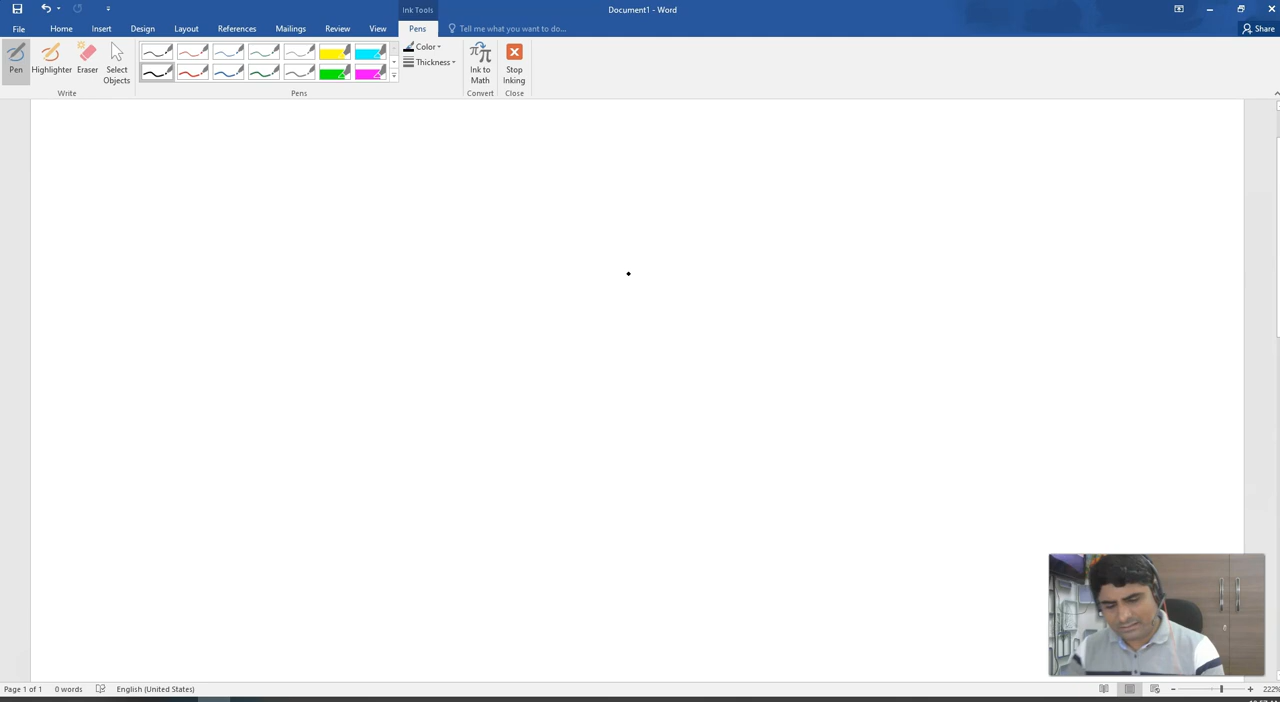 Ink Tools
Document1 - Word
File
Home
Insert
Design
Layout
References
Mailings
Review
View
Pens
Tell me what you want to do...
Share
Pen
Highlighter
Eraser
Select
Objects
Color
Thickness
Ink to
Math
Stop
Inking
Write
Pens
Convert
Close
Page 1 of 1
0 words
English (United States)
222%